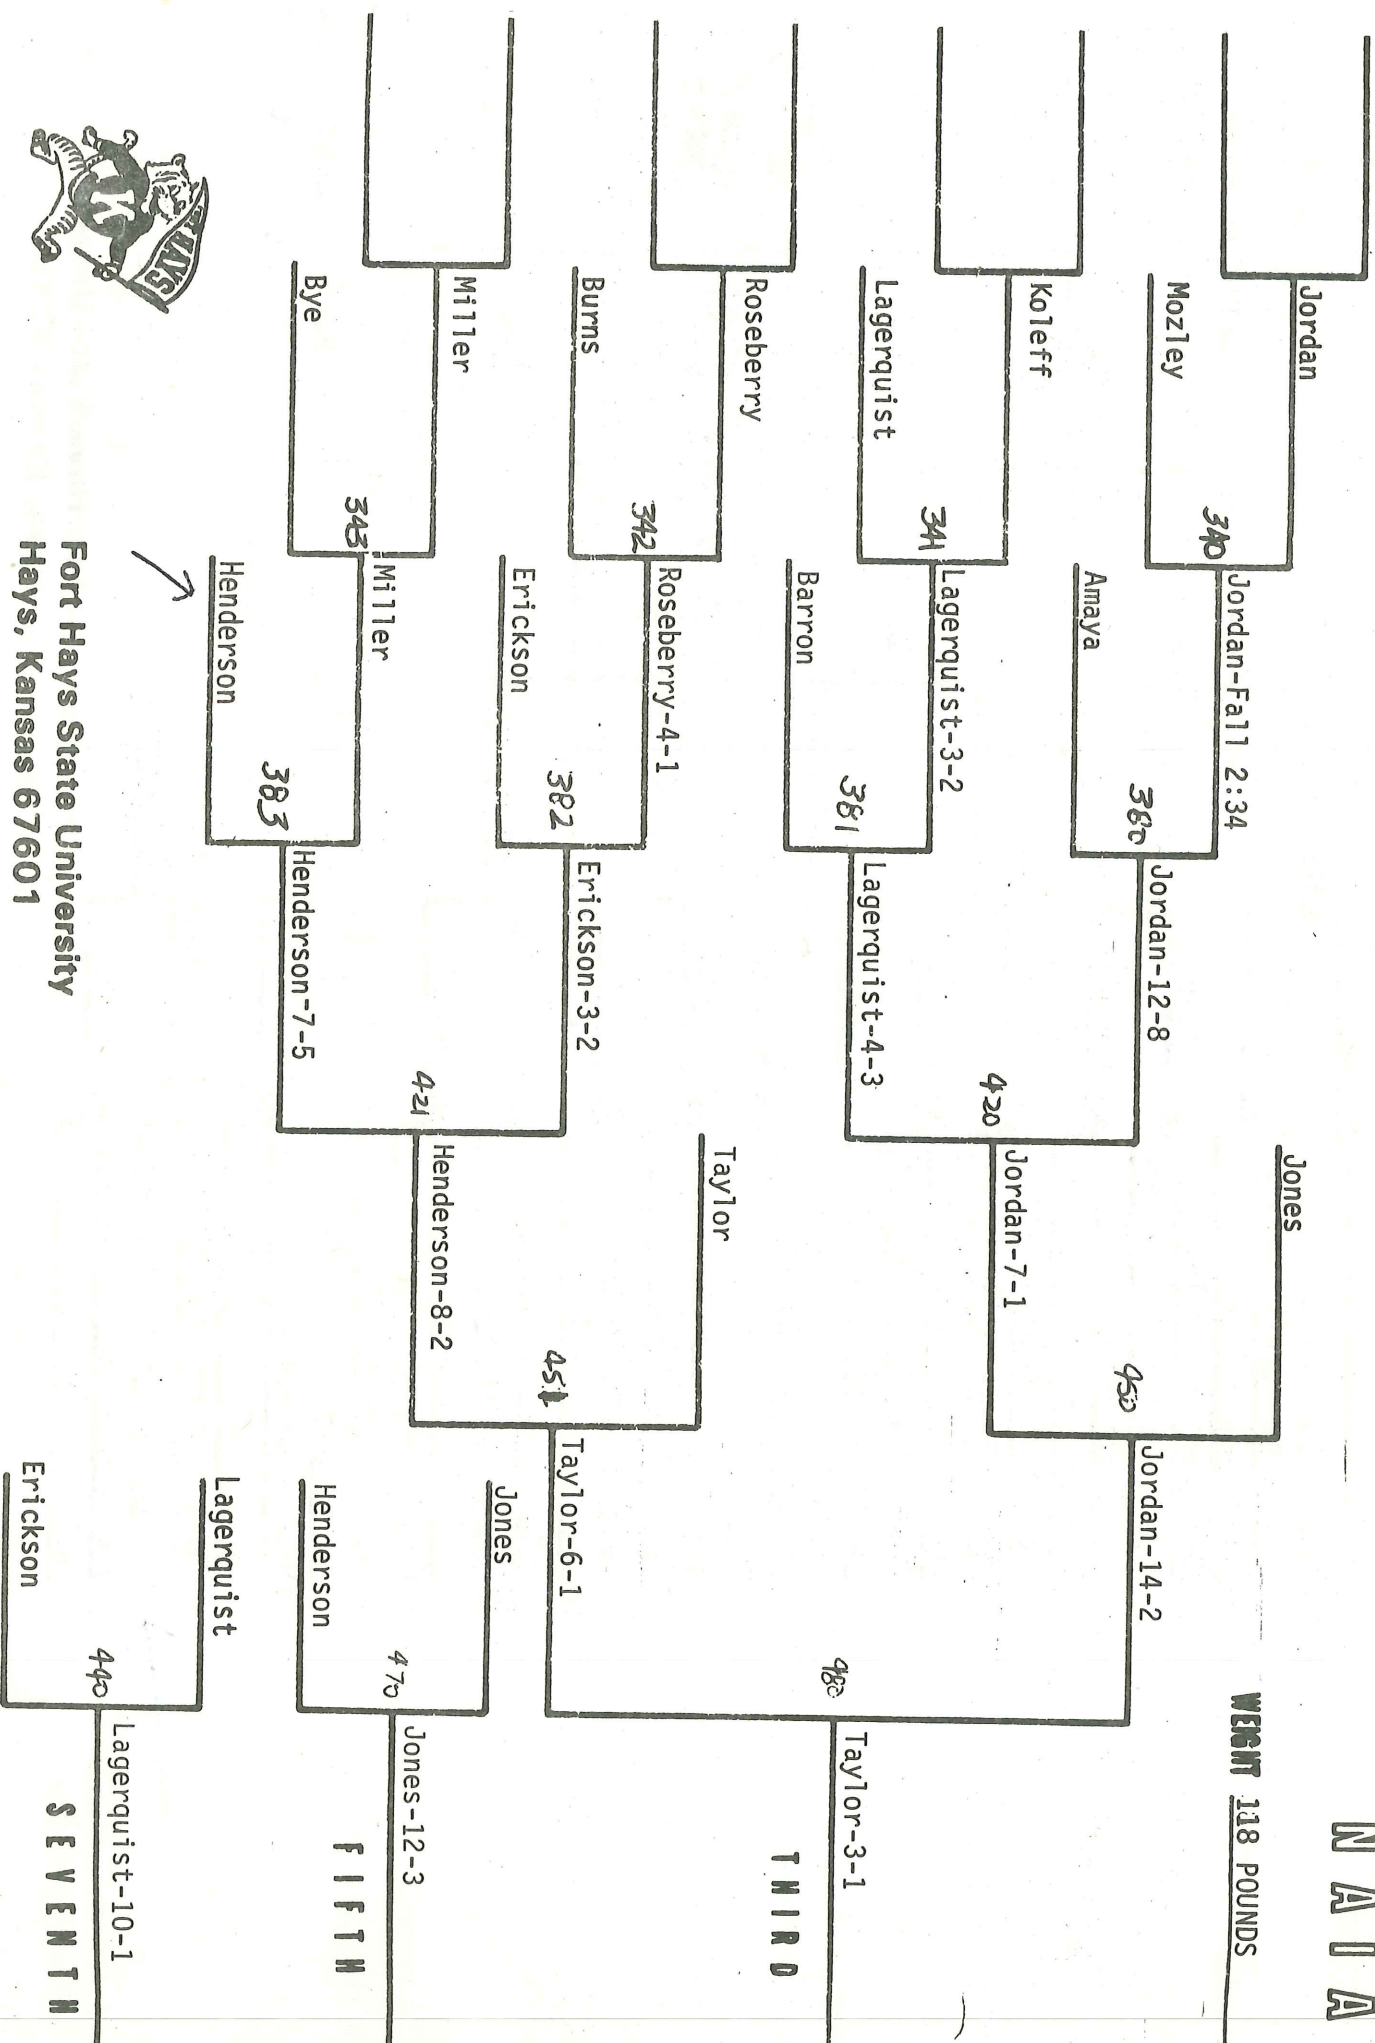 N A I A
WEIGHT 118 POUNDS
Jordan
Mozley
340
Jordan-Fall 2:34
Amaya
380
Jordan-12-8
Koleff
Lagerquist
341
Lagerquist-3-2
Barron
381
Lagerquist-4-3
420
Jordan-7-1
Jones
450
Jordan-14-2
Roseberry
Burns
342
Roseberry-4-1
Erickson
382
Erickson-3-2
Miller
Bye
343
Miller
Henderson
383
Henderson-7-5
421
Henderson-8-2
Taylor
451
Taylor-6-1
480
Taylor-3-1
THIRD
Jones
Henderson
470
Jones-12-3
FIFTH
Lagerquist
Erickson
440
Lagerquist-10-1
SEVENTH
K
HAYS
Fort Hays State University
Hays, Kansas 67601